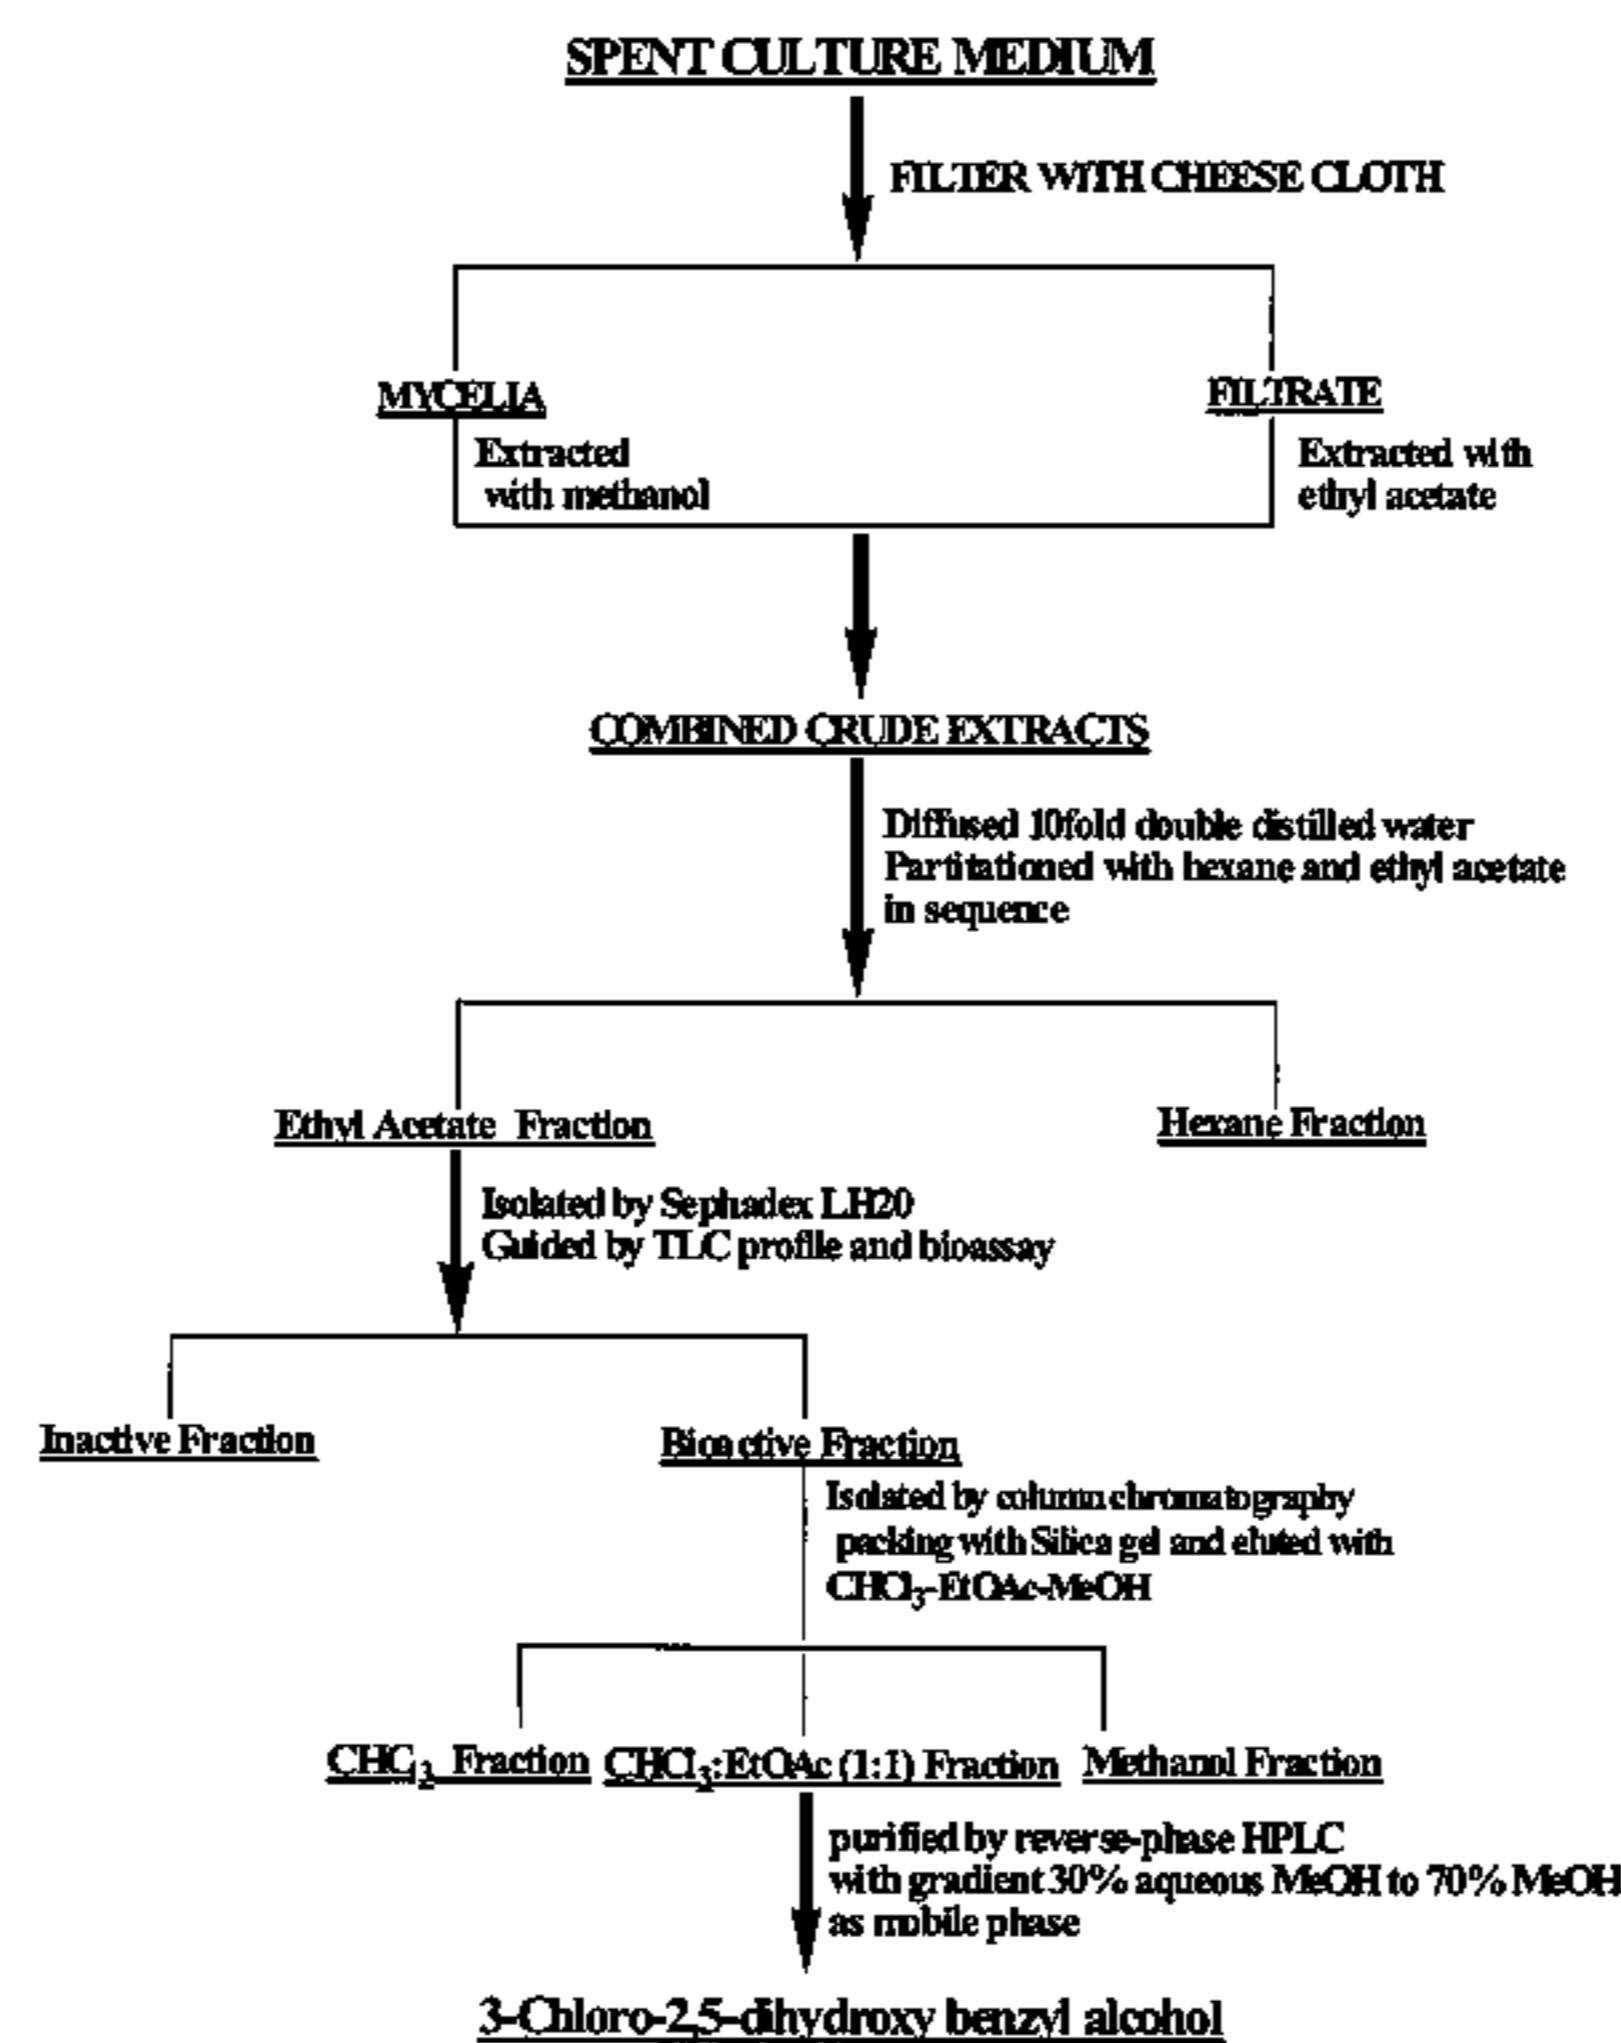 SPENT CULTURE MEDIUM
FILTER WITH CHEESE CLOTH
MYCELIA
FILTRATE
Extracted
with methanol
Extracted with
ethyl acetate
COMBINED CRUDE EXTRACTS
Diffused 10fold double distilled water
Partitationed with hexane and ethyl acetate
in sequence
Ethyl Acetate Fraction
Hexane Fraction
Isolated by Sephadex LH20
Guided by TLC profile and bioassay
Inactive Fraction
Bioactive Fraction
Isolated by column chromatography
packing with Silica gel and eluted with
CHCl3-EtOAc-MeOH
CHCl3 Fraction
CHCl3:EtOAc (1:1) Fraction
Methanol Fraction
purified by reverse-phase HPLC
with gradient 30% aqueous MeOH to 70% MeOH
as mobile phase
3-Chloro-2,5-dihydroxy benzyl alcohol